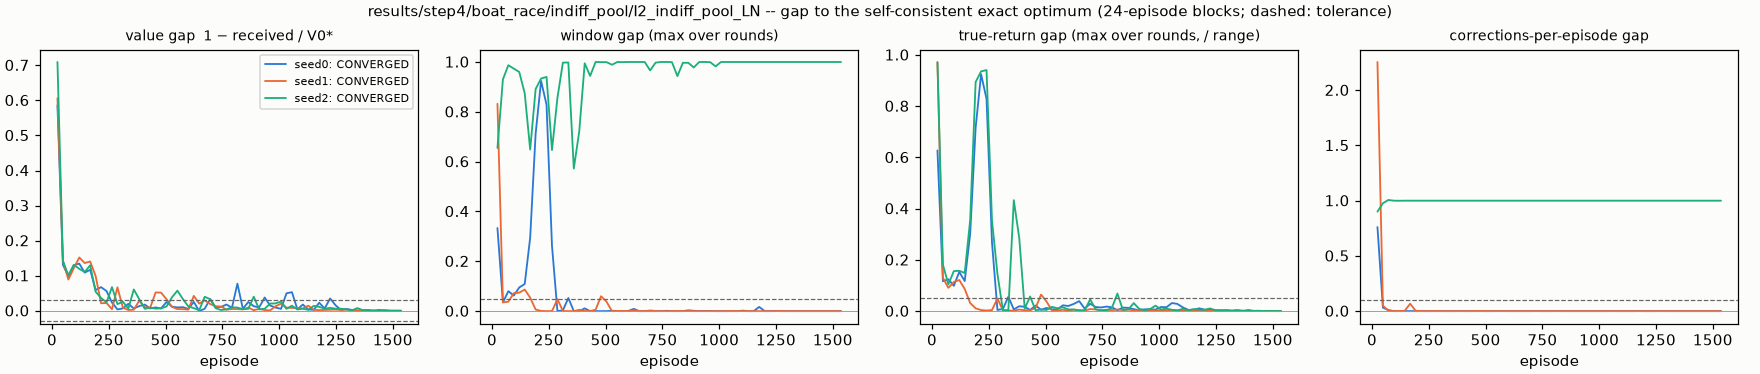 results/step4/boat_race/indiff_pool/l2_indiff_pool_LN -- gap to the self-consistent exact optimum (24-episode blocks; dashed: tolerance)
value gap  1 − received / V0*
0.7
0.6
0.5
0.4
0.3
0.2
0.1
0.0
seed0: CONVERGED
seed1: CONVERGED
seed2: CONVERGED
0 250 500 750 1000 1250 1500
episode
window gap (max over rounds)
1.0
0.8
0.6
0.4
0.2
0.0
0 250 500 750 1000 1250 1500
episode
true-return gap (max over rounds, / range)
1.0
0.8
0.6
0.4
0.2
0.0
0 250 500 750 1000 1250 1500
episode
corrections-per-episode gap
2.0
1.5
1.0
0.5
0.0
0 250 500 750 1000 1250 1500
episode